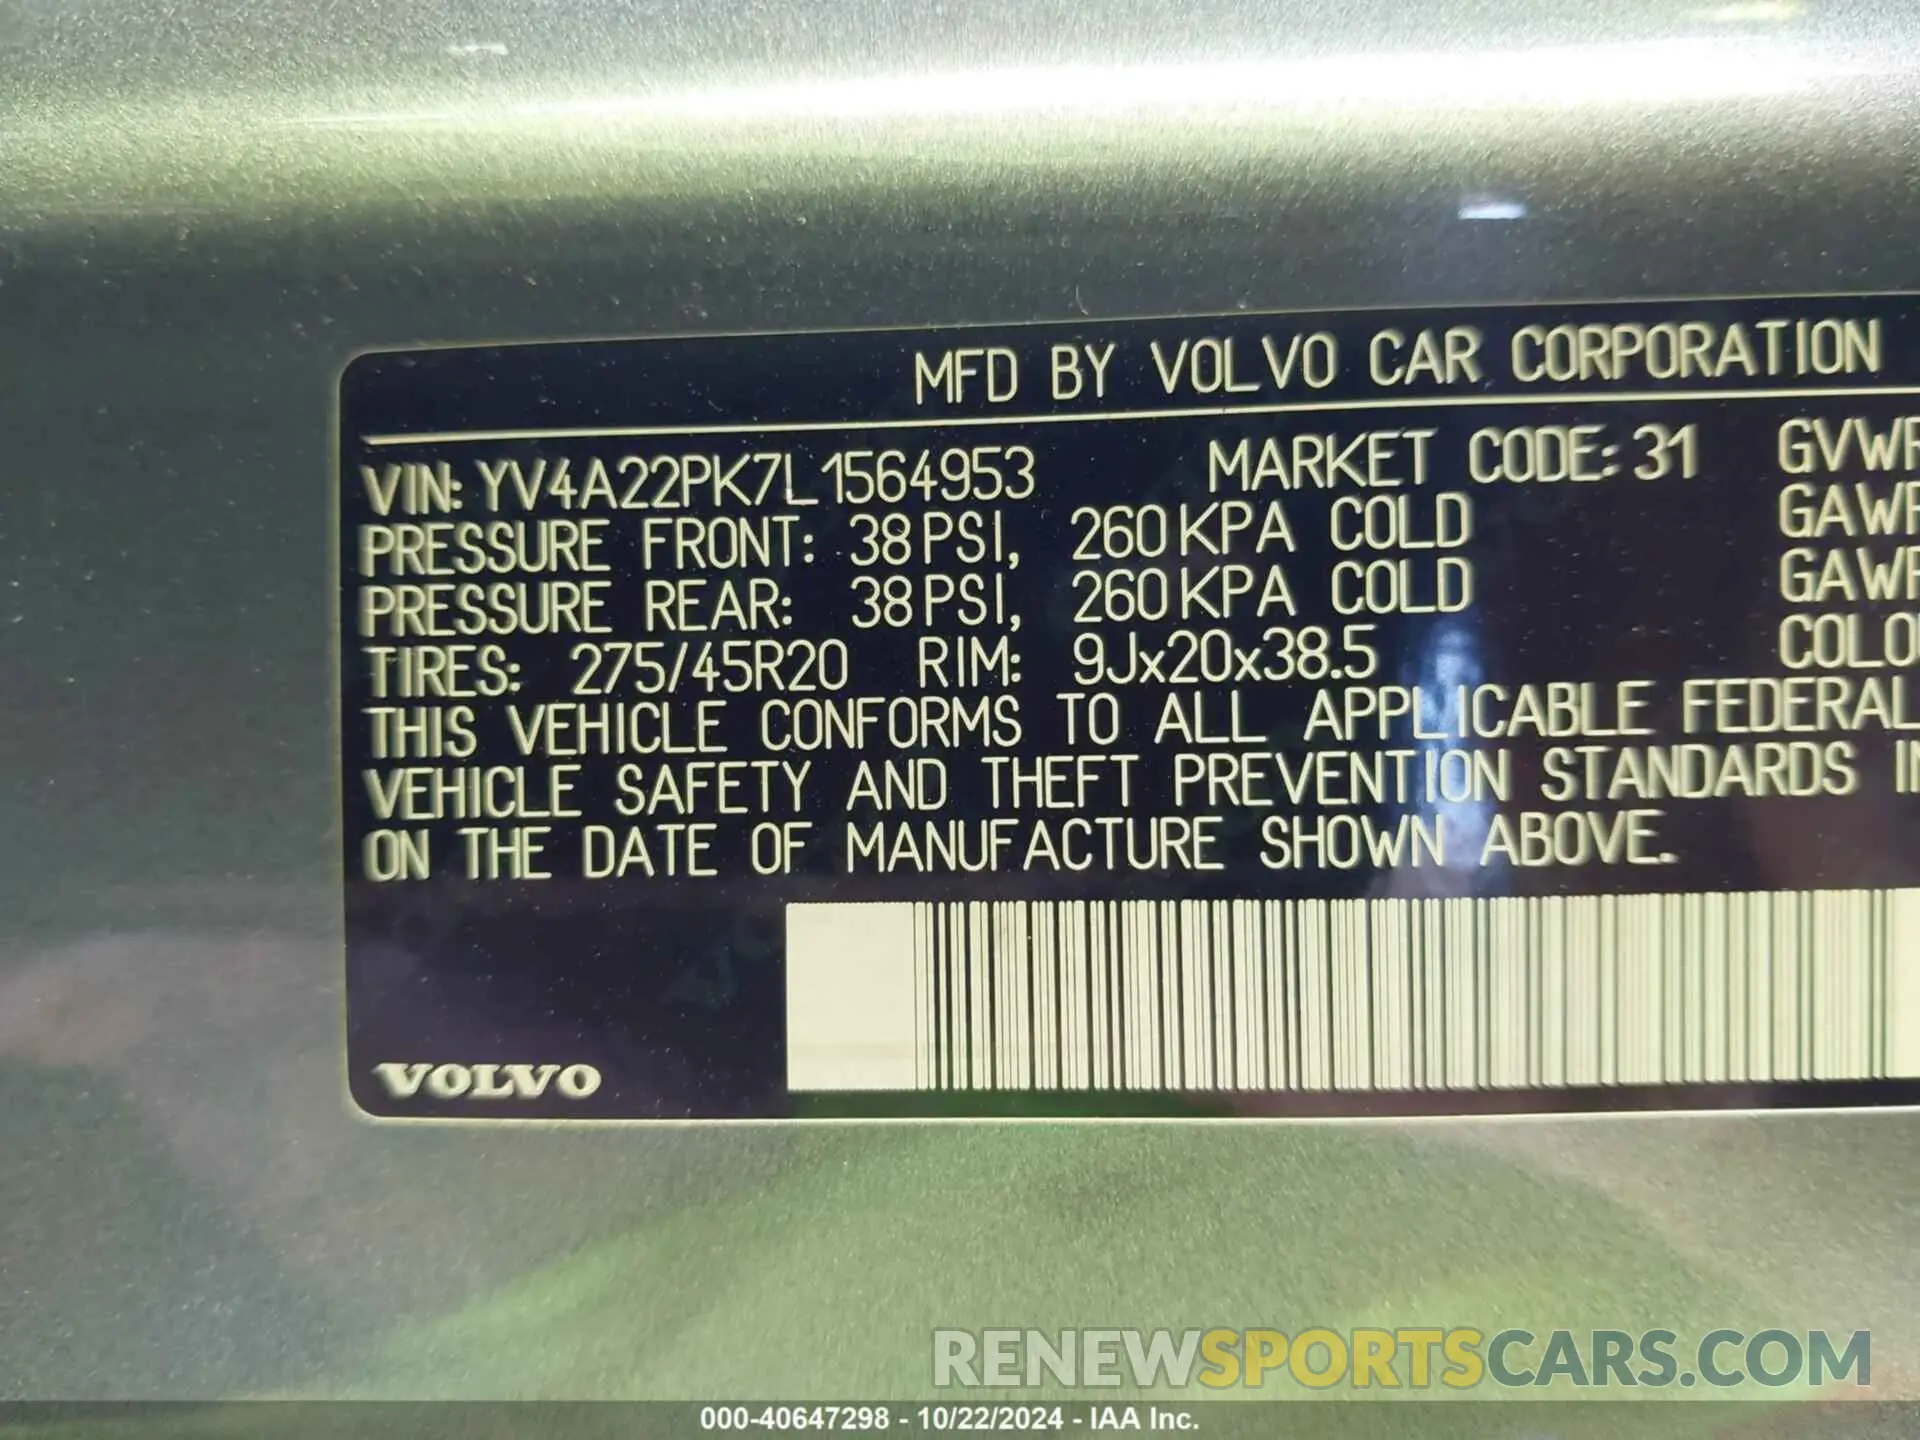 MFD BY VOLVO CAR CORPORATION
VIN: YV4A22PK7L1564953 MARKET CODE: 31
PRESSURE FRONT: 38 PSI, 260 KPA COLD
PRESSURE REAR: 38 PSI, 260 KPA COLD
TIRES: 275/45R20 RIM: 9Jx20x38.5
THIS VEHICLE CONFORMS TO ALL APPLICABLE FEDERAL
VEHICLE SAFETY AND THEFT PREVENTION STANDARDS
ON THE DATE OF MANUFACTURE SHOWN ABOVE.
VOLVO
RENEWSPORTSCARS.COM
000-40647298 - 10/22/2024 - IAA Inc.